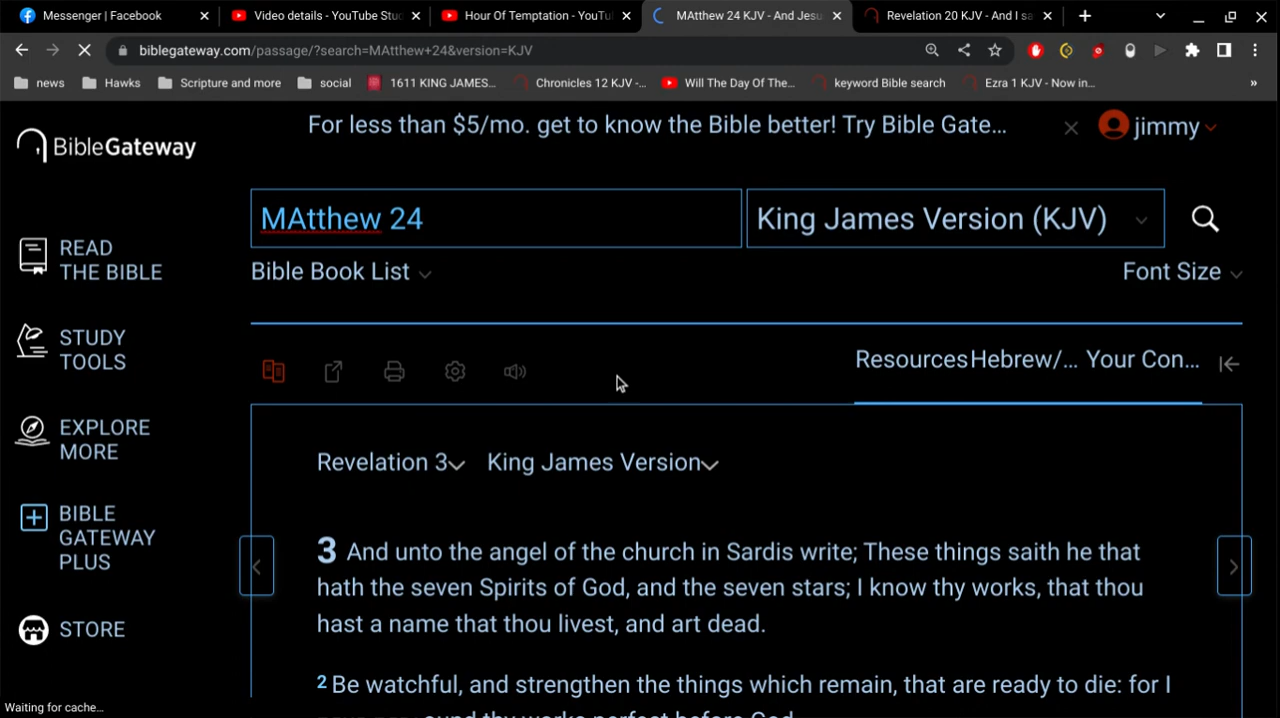 Messenger | Facebook
Video details - YouTube Stu
Hour Of Temptation - YouTu
MAtthew 24 KJV - And Jesu
Revelation 20 KJV - And I sa
biblegateway.com/passage/?search=MAtthew+24&version=KJV
news
Hawks
Scripture and more
social
1611 KING JAMES...
Chronicles 12 KJV -...
Will The Day Of The...
keyword Bible search
Ezra 1 KJV - Now in...
»
For less than $5/mo. get to know the Bible better! Try Bible Gate...
jimmy
BibleGateway
MAtthew 24
King James Version (KJV)
READ
THE BIBLE
Bible Book List
Font Size
STUDY
TOOLS
Resources Hebrew/... Your Con...
EXPLORE
MORE
Revelation 3 King James Version
BIBLE
GATEWAY
PLUS
3 And unto the angel of the church in Sardis write; These things saith he that
hath the seven Spirits of God, and the seven stars; I know thy works, that thou
hast a name that thou livest, and art dead.
STORE
2 Be watchful, and strengthen the things which remain, that are ready to die: for I
ound thy works perfect before God
Waiting for cache...